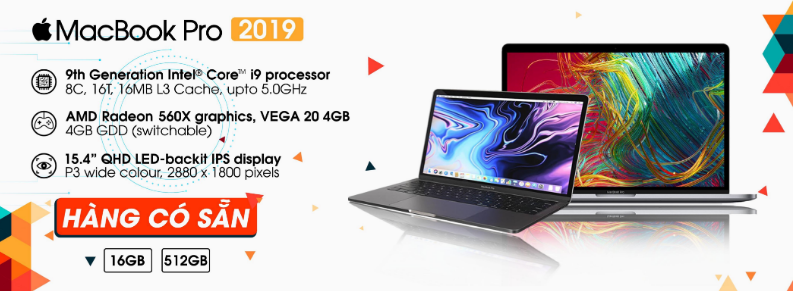 MacBook Pro 2019
9th Generation Intel® Core™ i9 processor
8C, 16T, 16MB L3 Cache, upto 5.0GHz
AMD Radeon 560X graphics, VEGA 20 4GB
4GB GDD (switchable)
15.4” QHD LED-backit IPS display
P3 wide colour, 2880 x 1800 pixels
HÀNG CÓ SẴN
16GB 512GB